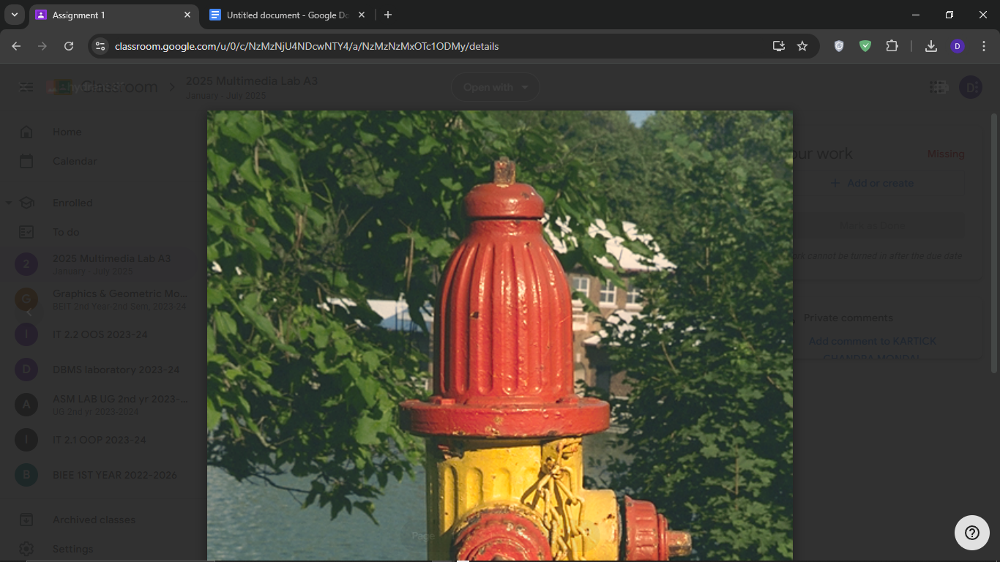 Assignment 1
Untitled document - Google Do
classroom.google.com/u/0/c/NzMzNjU4NDcwNTY4/a/NzMzNzMxOTc1ODMy/details
D
Classroom
2025 Multimedia Lab A3
January - July 2025
Open with
D
Home
Calendar
Enrolled
To do
2
2025 Multimedia Lab A3
January - July 2025
G
Graphics & Geometric Mo...
BEIT 2nd Year-2nd Sem, 2023-24
I
IT 2.2 OOS 2023-24
D
DBMS laboratory 2023-24
A
ASM LAB UG 2nd yr 2023-...
UG 2nd yr 2023-2024
I
IT 2.1 OOP 2023-24
B
BIEE 1ST YEAR 2022-2026
Archived classes
Settings
our work
Missing
+ Add or create
Mark as Done
rk cannot be turned in after the due date
Private comments
Add comment to KARTICK
CHANDRA MONDAL
Page